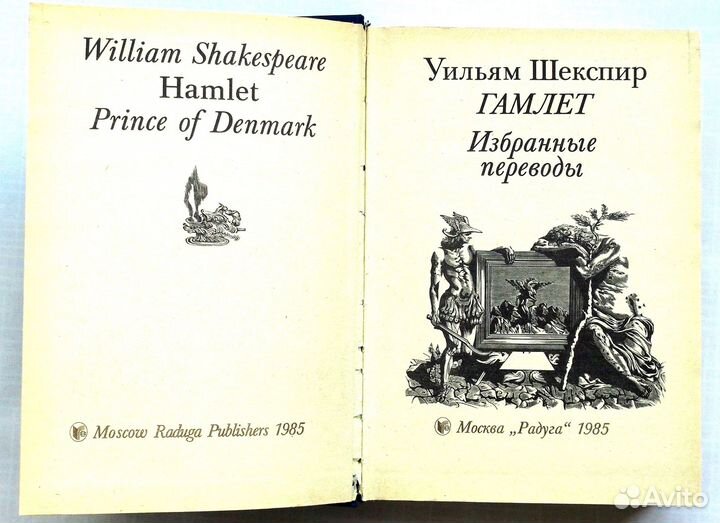 William Shakespeare
Hamlet
Prince of Denmark
Moscow Raduga Publishers 1985
Уильям Шекспир
ГАМЛЕТ
Избранные
переводы
Москва „Радуга“ 1985
Avito